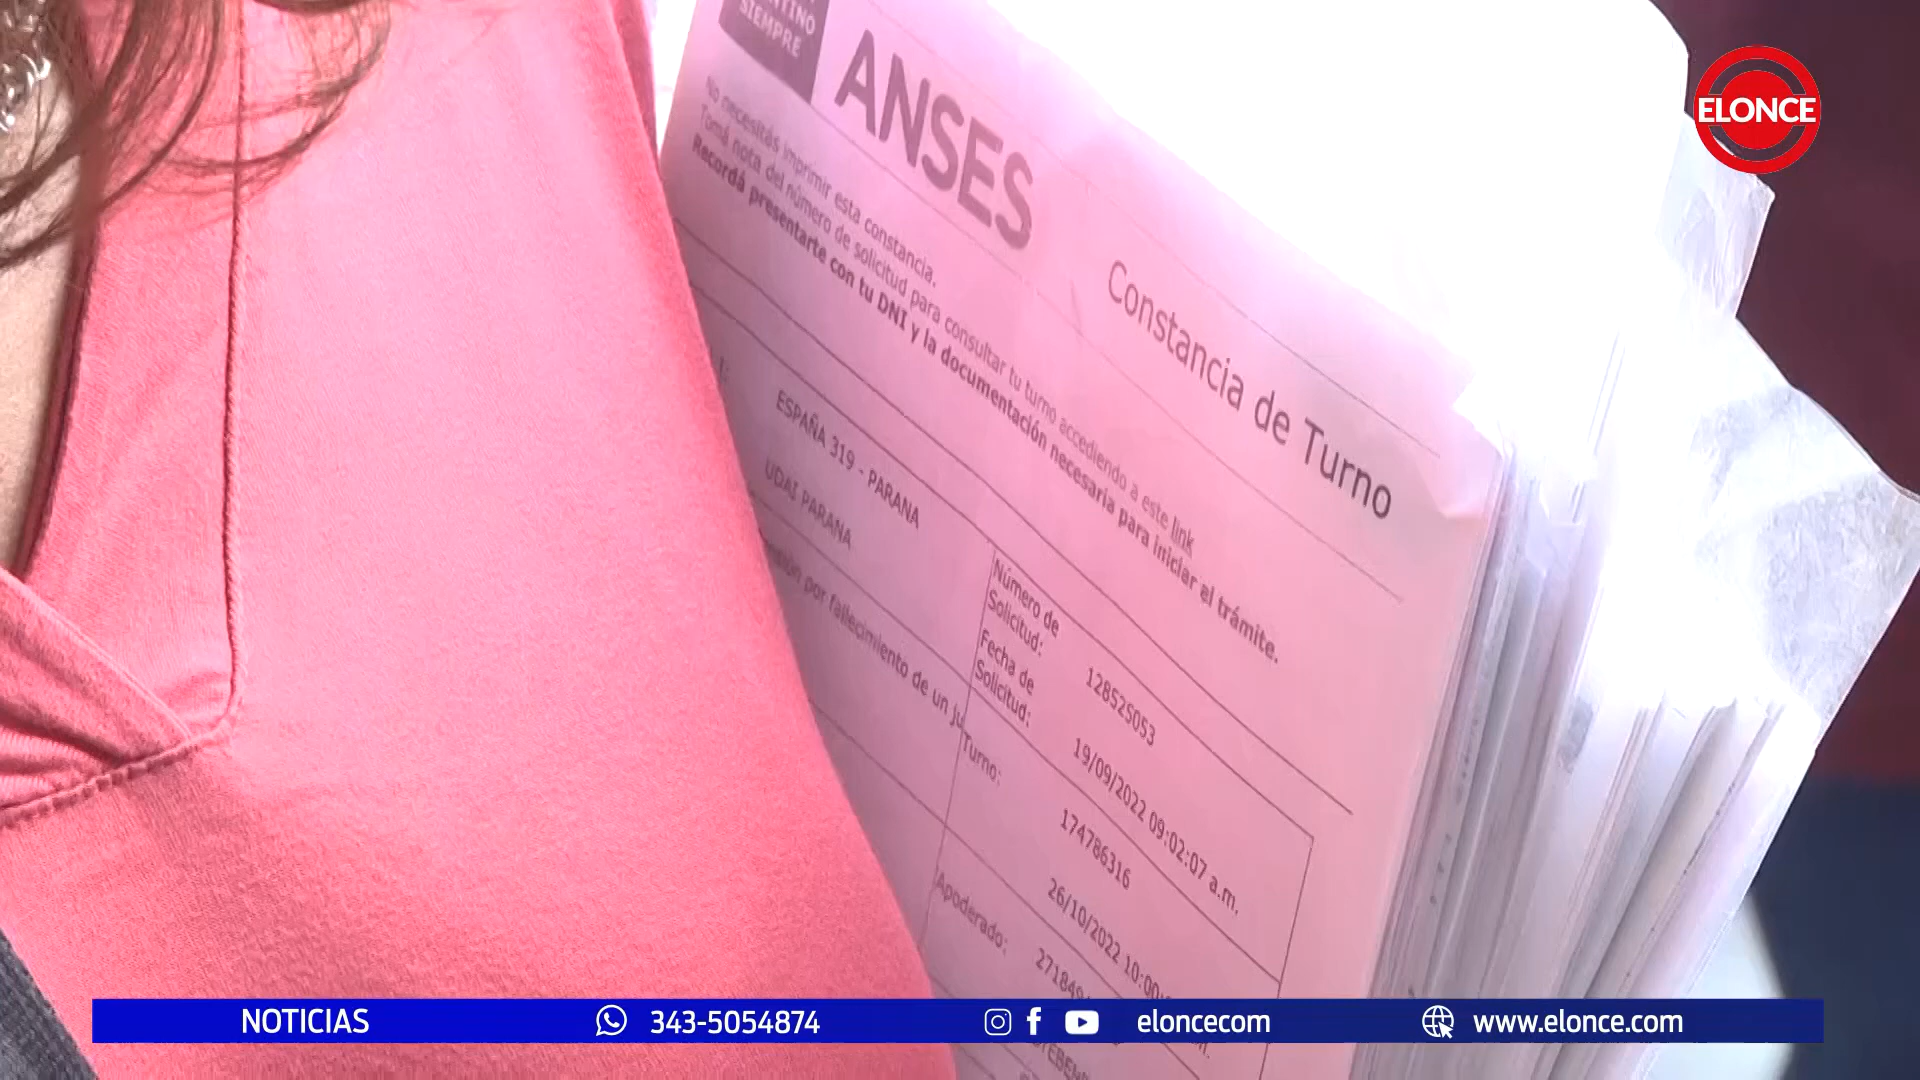 SIEMPRE
ANSES
ELONCE
No necesitás imprimir esta constancia.
Tomá nota del número de solicitud para consultar tu turno accediendo a este link
Recordá presentarte con tu DNI y la documentación necesaria para iniciar el trámite.
Constancia de Turno
ESPAÑA 319 - PARANA
UDAI PARANA
por fallecimiento de un
Número de
Solicitud:
128525053
Fecha de
Solicitud:
19/09/2022 09:02:07 a.m.
Turno:
174786316
26/10/2022 10:00
Apoderado:
NOTICIAS
343-5054874
eloncecom
www.elonce.com